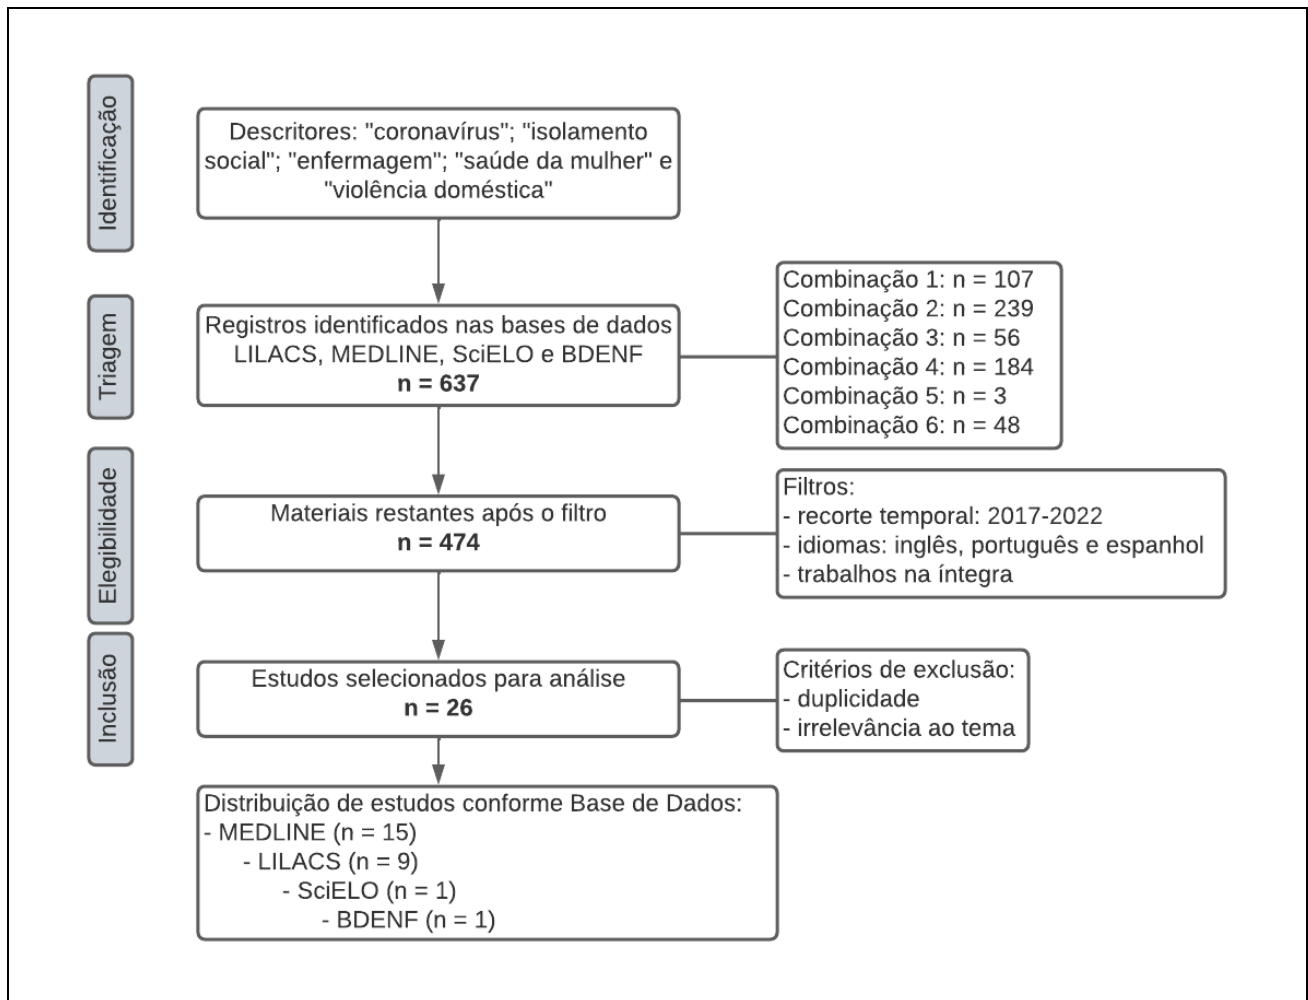 Identificação
Descritores: "coronavírus"; "isolamento
social"; "enfermagem"; "saúde da mulher" e
"violência doméstica"
Triagem
Registros identificados nas bases de dados
LILACS, MEDLINE, SciELO e BDENF
n = 637
Combinação 1: n = 107
Combinação 2: n = 239
Combinação 3: n = 56
Combinação 4: n = 184
Combinação 5: n = 3
Combinação 6: n = 48
Elegibilidade
Materiais restantes após o filtro
n = 474
Filtros:
- recorte temporal: 2017-2022
- idiomas: inglês, português e espanhol
- trabalhos na íntegra
Inclusão
Estudos selecionados para análise
n = 26
Critérios de exclusão:
- duplicidade
- irrelevância ao tema
Distribuição de estudos conforme Base de Dados:
- MEDLINE (n = 15)
- LILACS (n = 9)
- SciELO (n = 1)
- BDENF (n = 1)